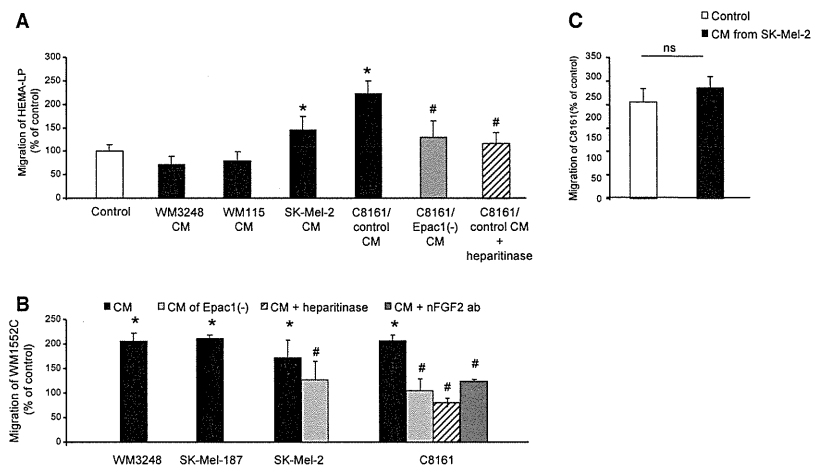 A
Migration of HEMA-LP
(% of control)
300
250
200
150
100
50
0
*
*
#
#
Control
WM3248
CM
WM115
CM
SK-Mel-2
CM
C8161/
control
CM
C8161/
Epac1(-)
CM
C8161/
control CM
+
heparitinase
C
Control
CM from SK-Mel-2
ns
Migration of C8161(% of control)
350
300
250
200
150
50
0
B
CM
CM of Epac1(-)
CM + heparitinase
CM + nFGF2 ab
Migration of WM1552C
(% of control)
250
200
150
100
50
0
*
*
*
#
*
#
#
#
WM3248
SK-Mel-187
SK-Mel-2
C8161